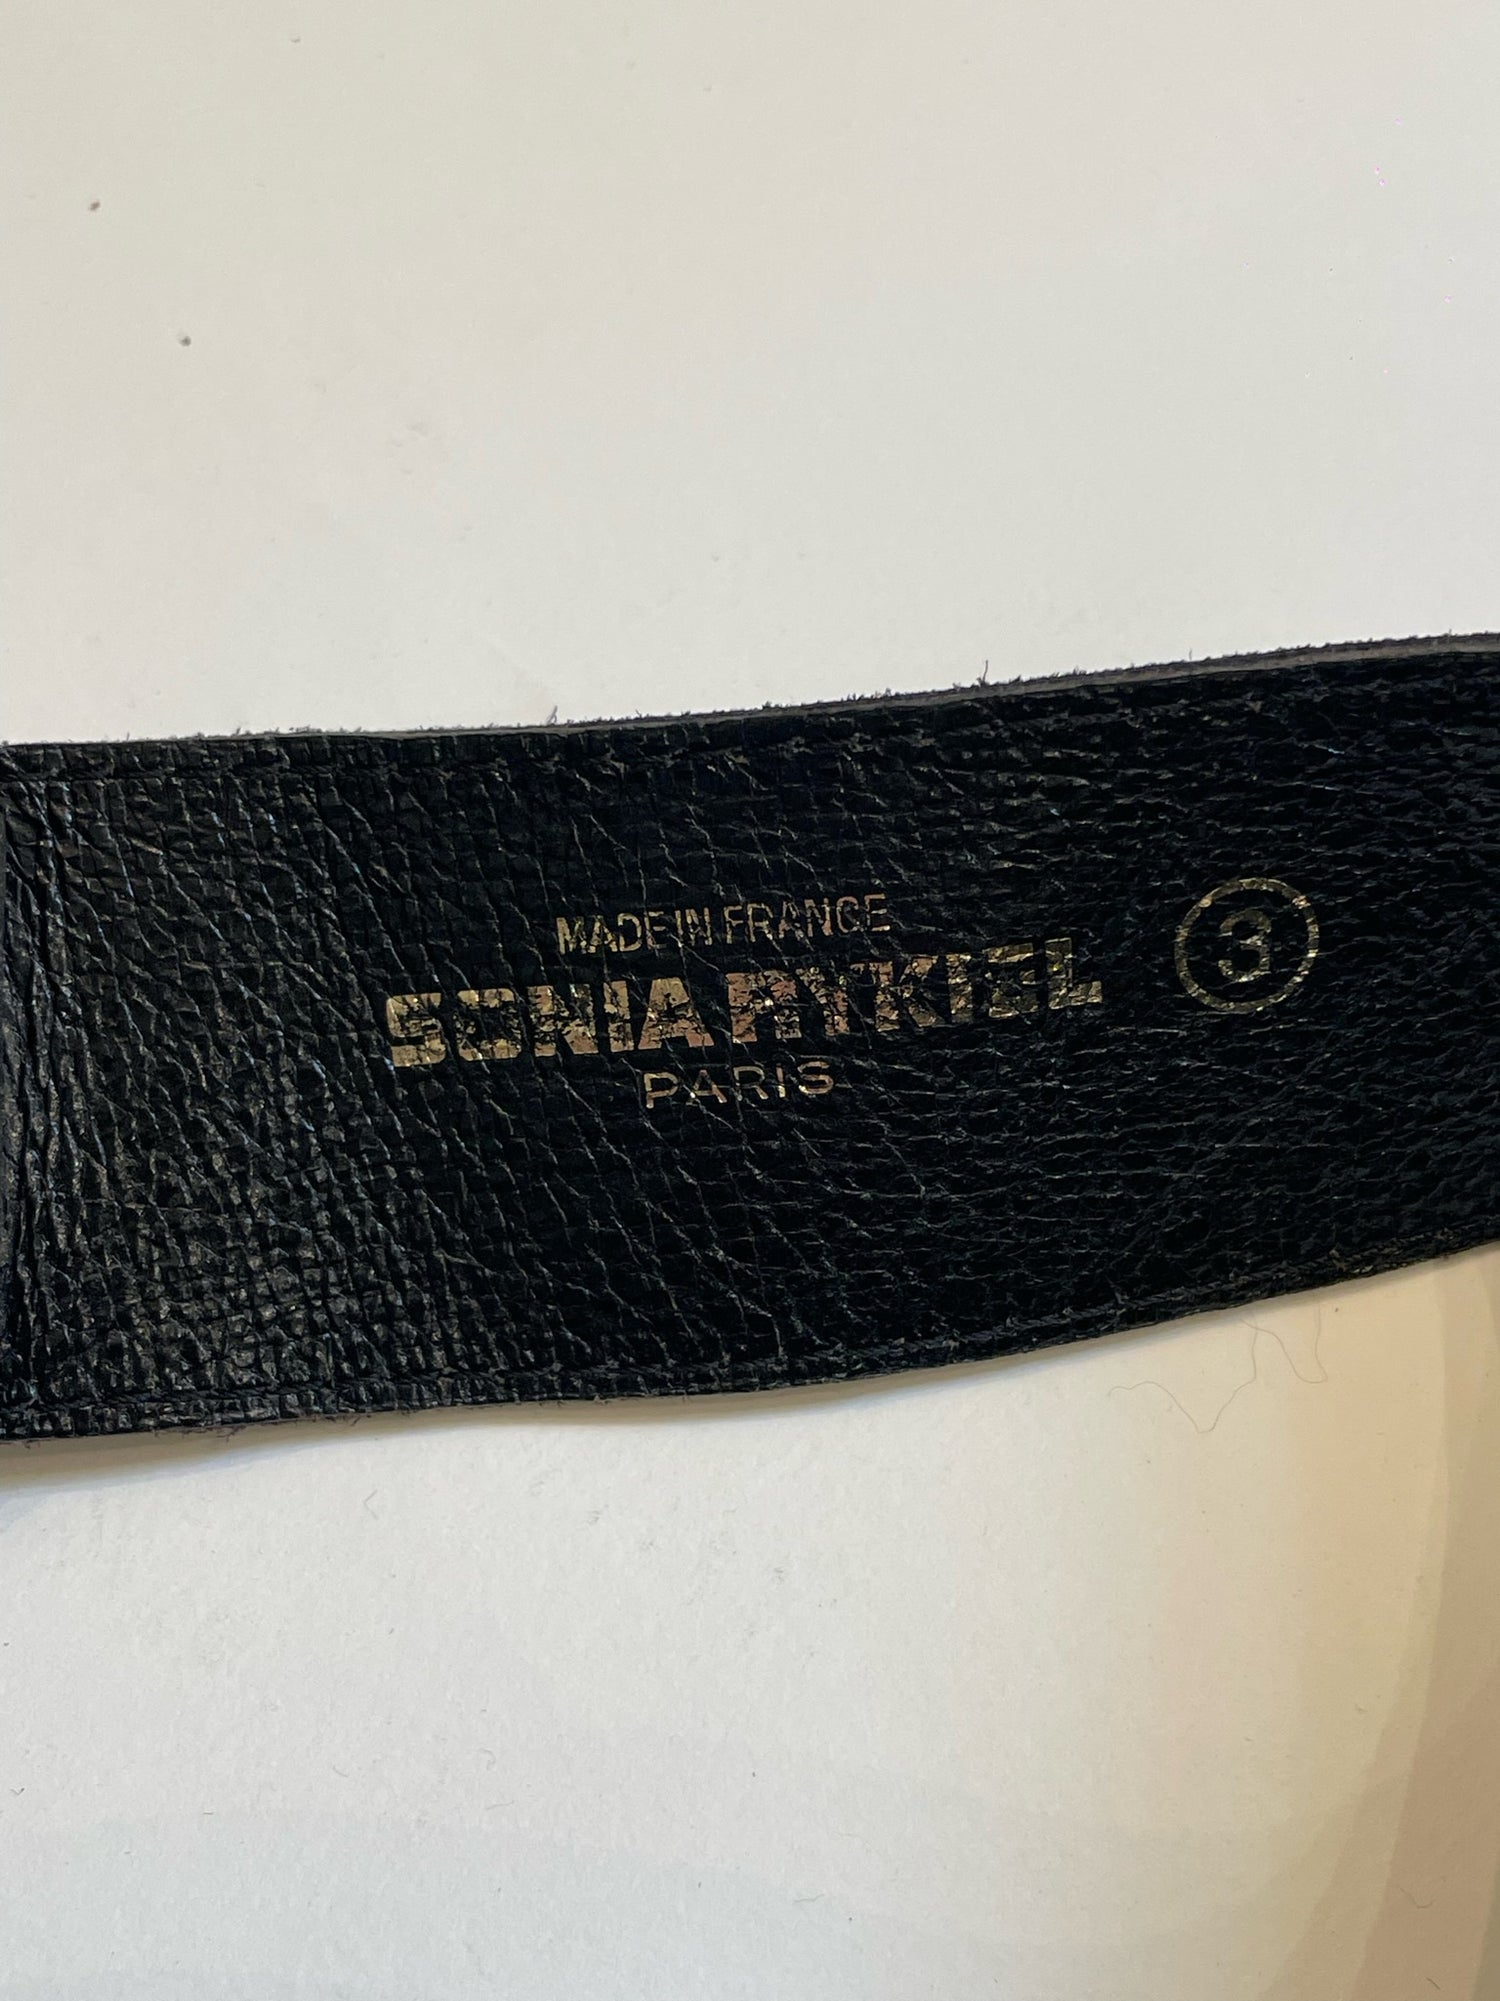 MADE IN FRANCE
SONIA RYKIEL
PARIS
3